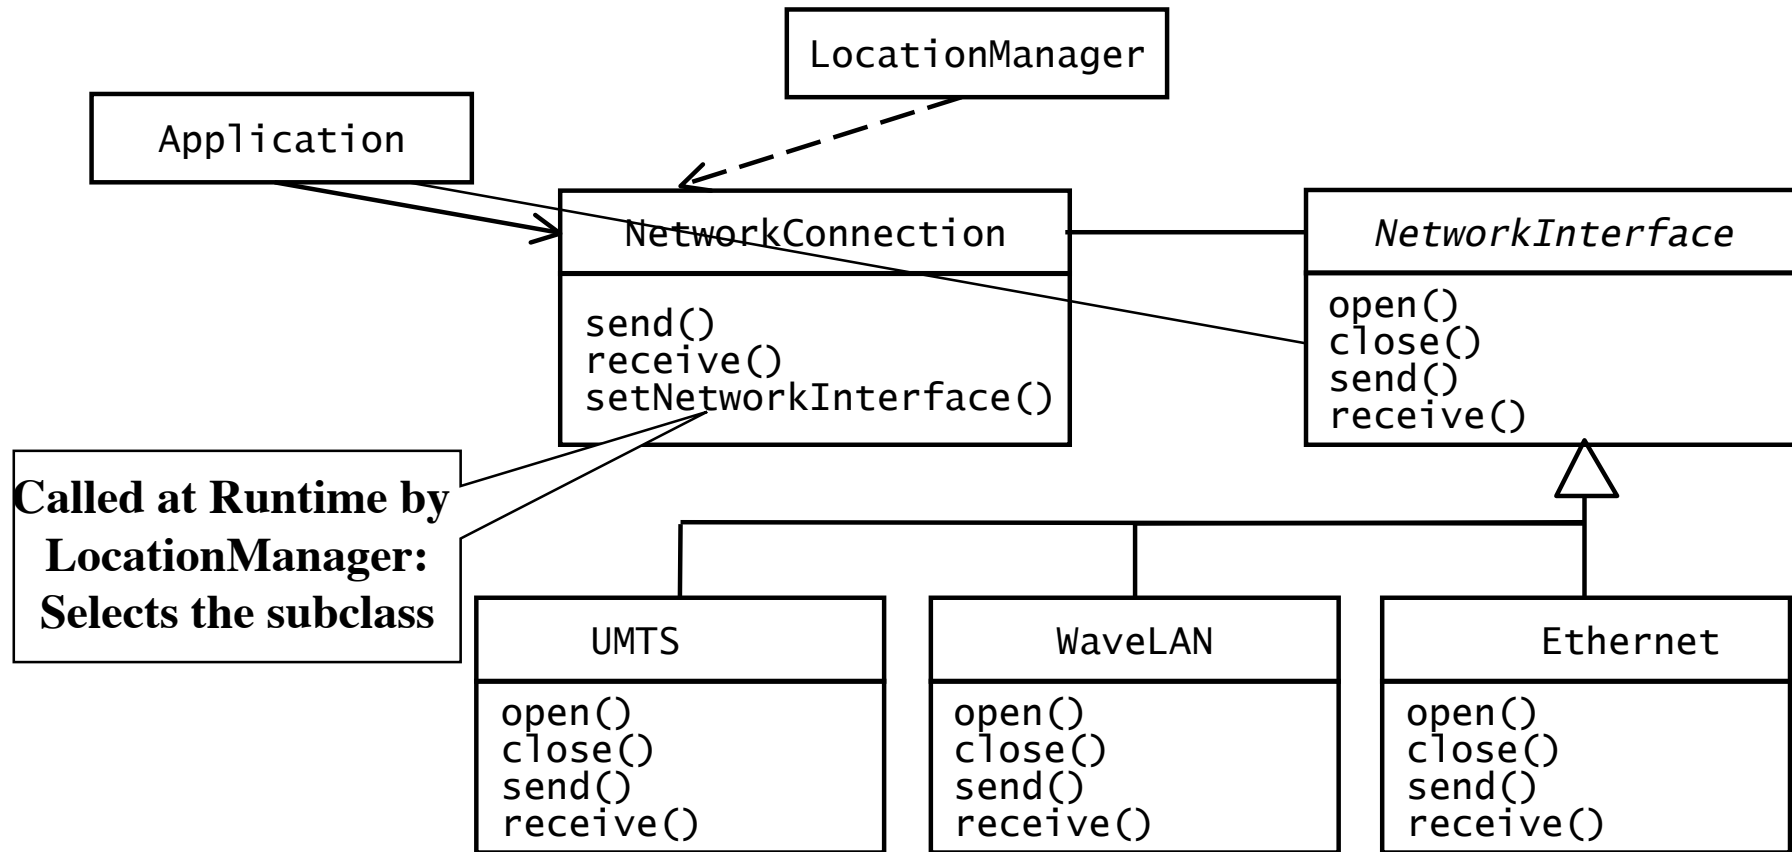 LocationManager
Application
NetworkConnection
send()
receive()
setNetworkInterface()
NetworkInterface
open()
close()
send()
receive()
Called at Runtime by
LocationManager:
Selects the subclass
UMTS
open()
close()
send()
receive()
WaveLAN
open()
close()
send()
receive()
Ethernet
open()
close()
send()
receive()